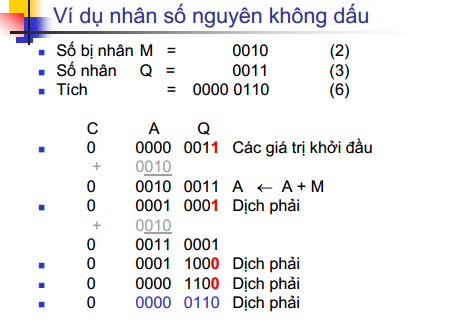 Ví dụ nhân số nguyên không dấu
Số bị nhân M = 0010 (2)
Số nhân Q = 0011 (3)
Tích = 0000 0110 (6)
C A Q
0 0000 0011 Các giá trị khởi đầu
+ 0010
0 0010 0011 A ← A + M
0 0001 0001 Dịch phải
+ 0010
0 0011 0001
0 0001 1000 Dịch phải
0 0000 1100 Dịch phải
0 0000 0110 Dịch phải